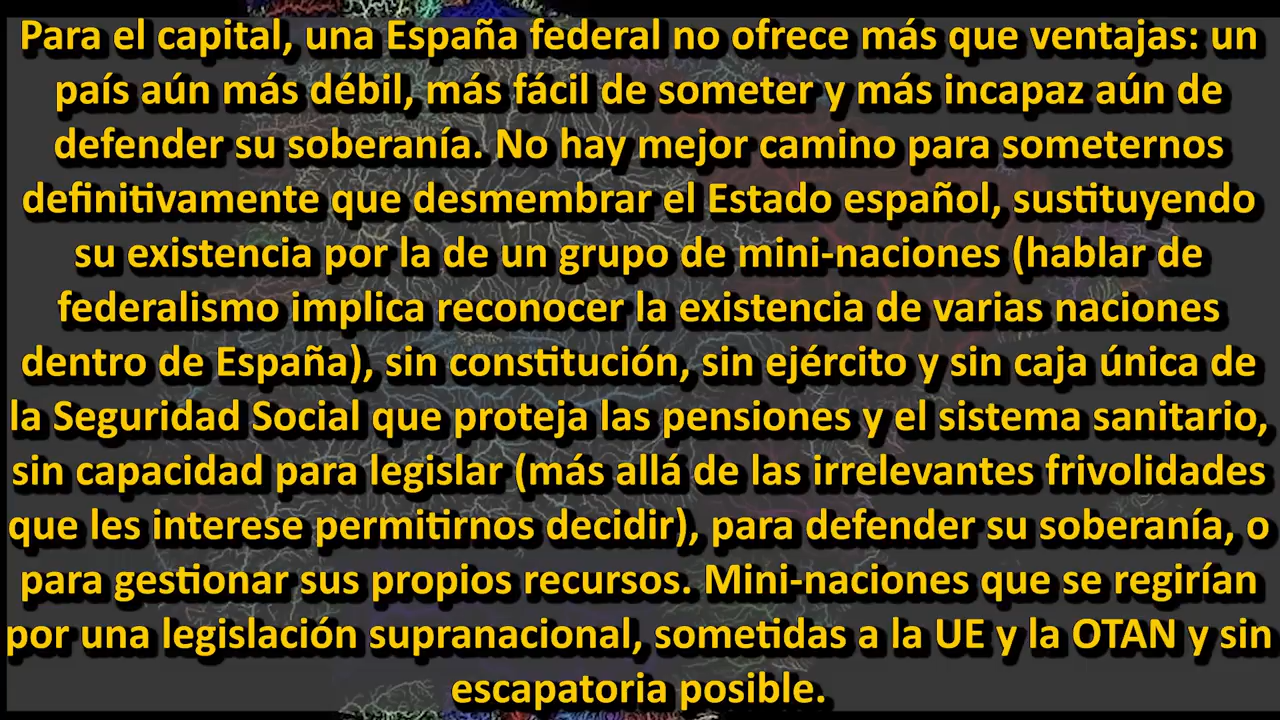 Para el capital, una España federal no ofrece más que ventajas: un
país aún más débil, más fácil de someter y más incapaz aún de
defender su soberanía. No hay mejor camino para someternos
definitivamente que desmembrar el Estado español, sustituyendo
su existencia por la de un grupo de mini-naciones (hablar de
federalismo implica reconocer la existencia de varias naciones
dentro de España), sin constitución, sin ejército y sin caja única de
la Seguridad Social que proteja las pensiones y el sistema sanitario,
sin capacidad para legislar (más allá de las irrelevantes frivolidades
que les interese permitirnos decidir), para defender su soberanía, o
para gestionar sus propios recursos. Mini-naciones que se regirían
por una legislación supranacional, sometidas a la UE y la OTAN y sin
escapatoria posible.